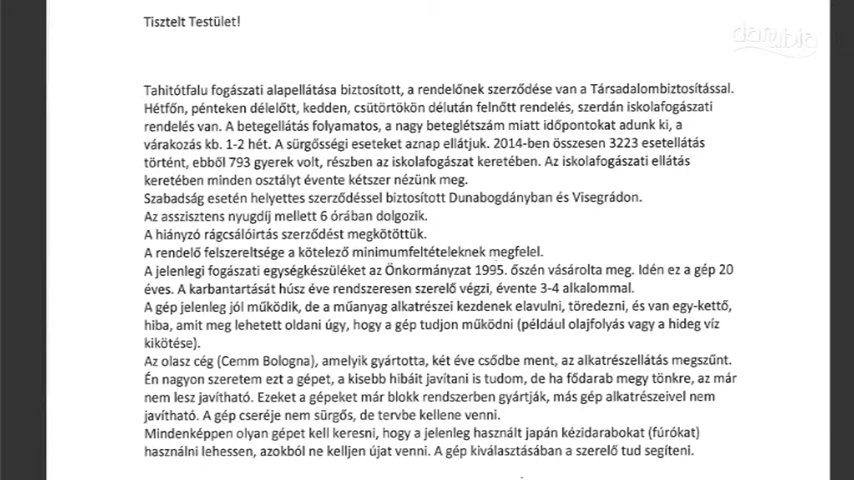 danubia
Tisztelt Testület!
Tahitótfalu fogászati alapellátása biztosított, a rendelőnek szerződése van a Társadalombiztosítással.
Hétfőn, pénteken délelőtt, kedden, csütörtökön délután felnőtt rendelés, szerdán iskolafogászati
rendelés van. A betegellátás folyamatos, a nagy beteglétszám miatt időpontokat adunk ki, a
várakozás kb. 1-2 hét. A sürgősségi eseteket aznap ellátjuk. 2014-ben összesen 3223 esetellátás
történt, ebből 793 gyerek volt, részben az iskolafogászat keretében. Az iskolafogászati ellátás
keretében minden osztályt évente kétszer nézünk meg.
Szabadság esetén helyettes szerződéssel biztosított Dunabogdányban és Visegrádon.
Az asszisztens nyugdíj mellett 6 órában dolgozik.
A hiányzó rágcsálóirtás szerződést megkötöttük.
A rendelő felszereltsége a kötelező minimumfeltételeknek megfelel.
A jelenlegi fogászati egységkészüléket az Önkormányzat 1995. őszén vásárolta meg. Idén ez a gép 20
éves. A karbantartását húsz éve rendszeresen szerelő végzi, évente 3-4 alkalommal.
A gép jelenleg jól működik, de a műanyag alkatrészei kezdenek elavulni, töredezni, és van egy-kettő,
hiba, amit meg lehetett oldani úgy, hogy a gép tudjon működni (például olajfolyás vagy a hideg víz
kikötése).
Az olasz cég (Cemm Bologna), amelyik gyártotta, két éve csődbe ment, az alkatrészellátás megszűnt.
Én nagyon szeretem ezt a gépet, a kisebb hibáit javítani is tudom, de ha fődarab megy tönkre, az már
nem lesz javítható. Ezeket a gépeket már blokk rendszerben gyártják, más gép alkatrészeivel nem
javítható. A gép cseréje nem sürgős, de tervbe kellene venni.
Mindenképpen olyan gépet kell keresni, hogy a jelenleg használt japán kézidarabokat (fúrókat)
használni lehessen, azokból ne kelljen újat venni. A gép kiválasztásában a szerelő tud segíteni.